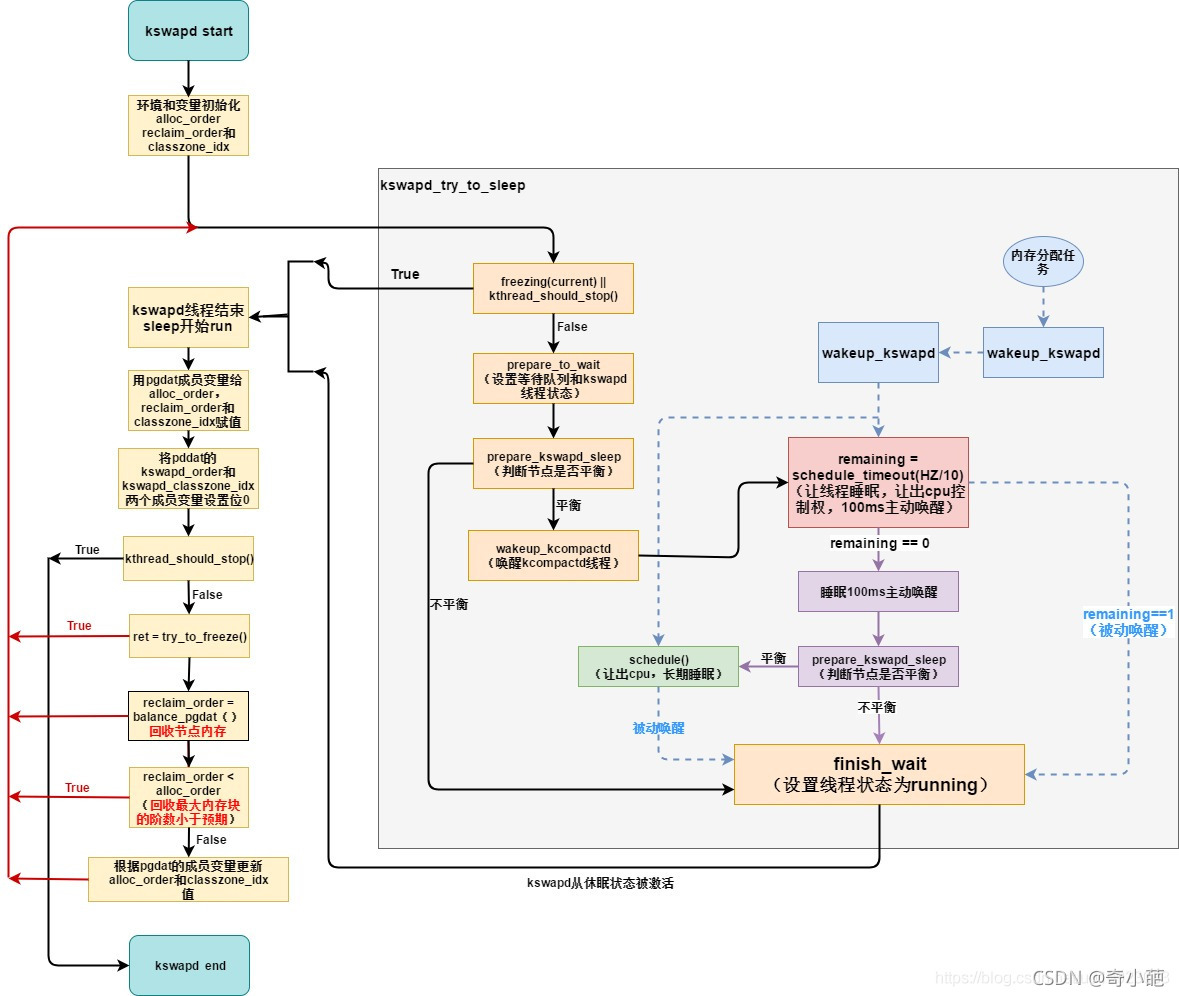 kswapd start
环境和变量初始化
alloc_order
reclaim_order和
classzone_idx
kswapd_try_to_sleep
freezing(current) ||
kthread_should_stop()
True
False
prepare_to_wait
（设置等待队列和kswapd
线程状态）
prepare_kswapd_sleep
（判断节点是否平衡）
平衡
wakeup_kcompactd
（唤醒kcompactd线程）
不平衡
内存分配任
务
wakeup_kswapd
wakeup_kswapd
remaining =
schedule_timeout(HZ/10)
（让线程睡眠，让出cpu控
制权，100ms主动唤醒）
remaining == 0
睡眠100ms主动唤醒
remaining==1
（被动唤醒）
prepare_kswapd_sleep
（判断节点是否平衡）
平衡
schedule()
（让出cpu，长期睡眠）
不平衡
被动唤醒
finish_wait
（设置线程状态为running）
kswapd从休眠状态被激活
kswapd线程结束
sleep开始run
用pgdat成员变量给
alloc_order，
reclaim_order和
classzone_idx赋值
将pddat的
kswapd_order和
kswapd_classzone_idx
两个成员变量设置位0
kthread_should_stop()
True
False
ret = try_to_freeze()
True
reclaim_order =
balance_pgdat（）
回收节点内存
reclaim_order <
alloc_order
（回收最大内存块
的阶数小于预期）
True
False
根据pgdat的成员变量更新
alloc_order和classzone_idx
值
kswapd end
CSDN @奇小葩